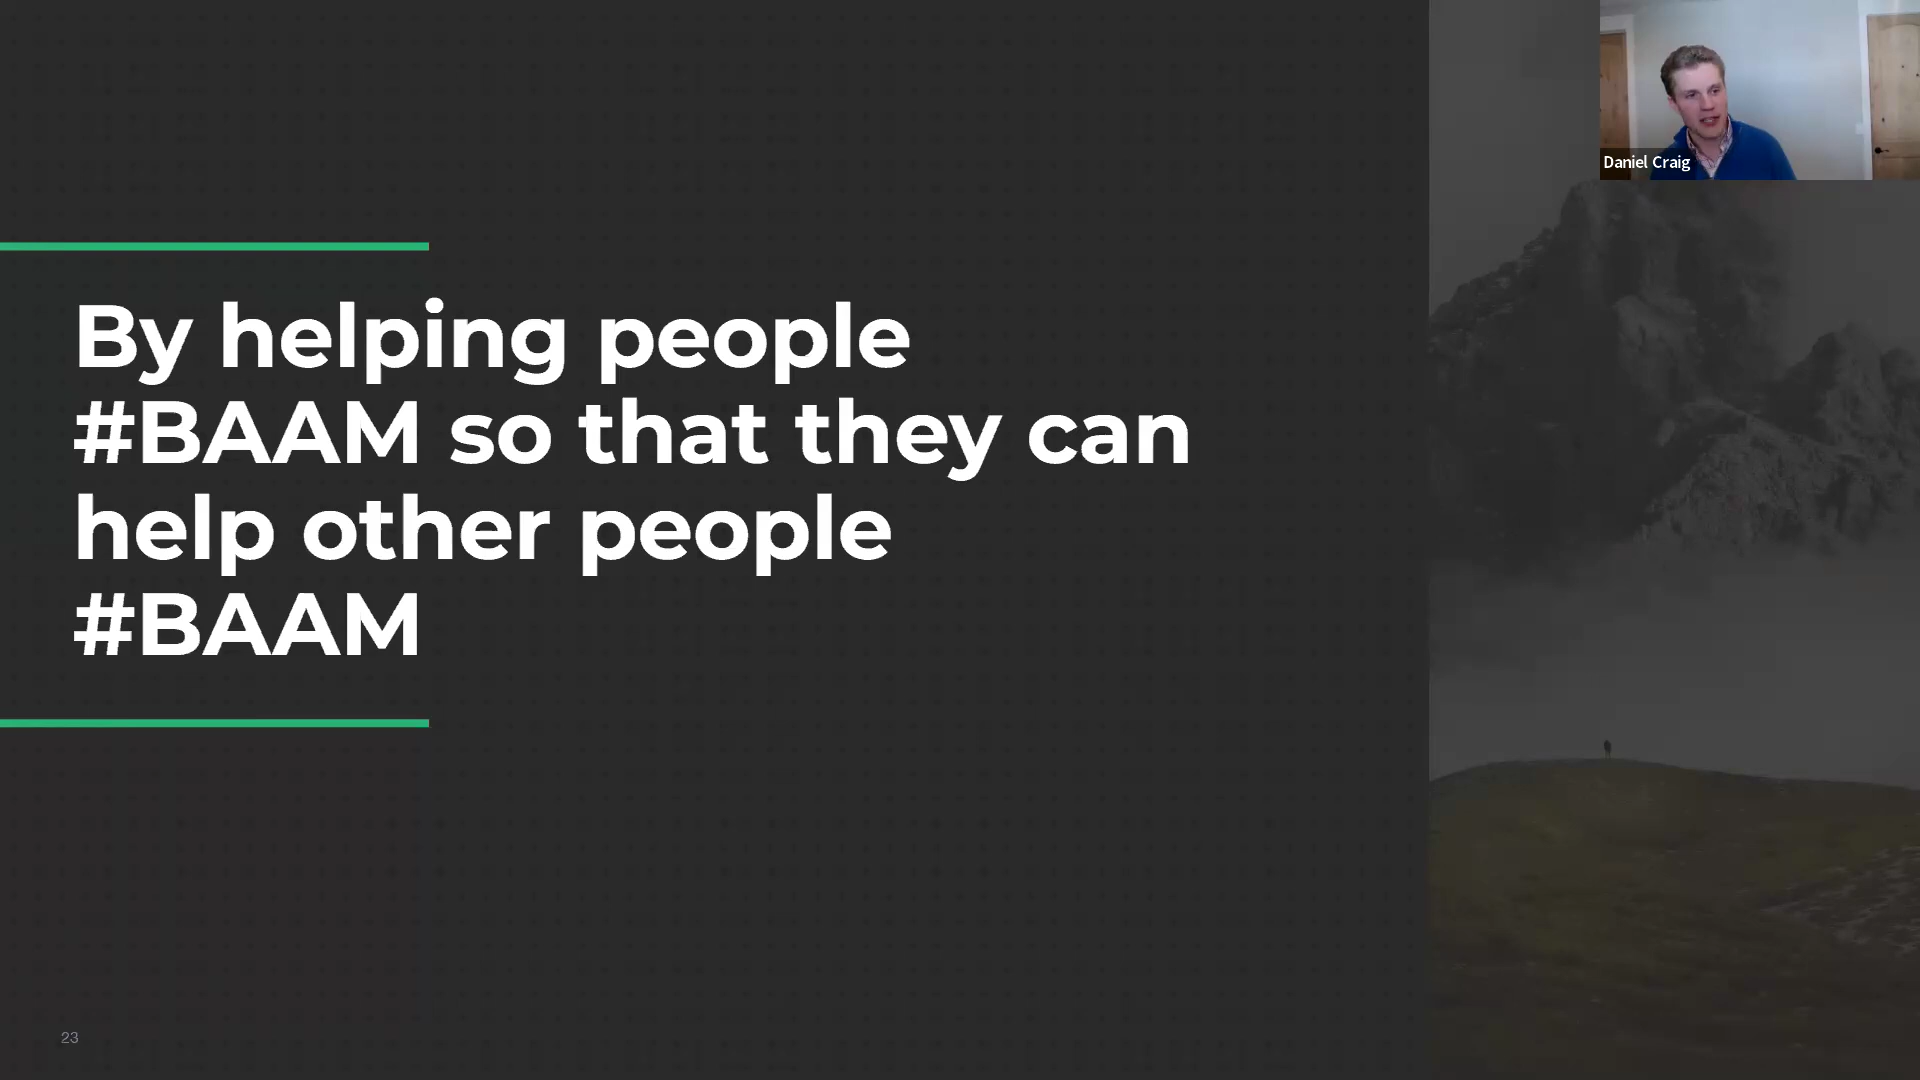 Daniel Craig
By helping people
#BAAM so that they can
help other people
#BAAM
23